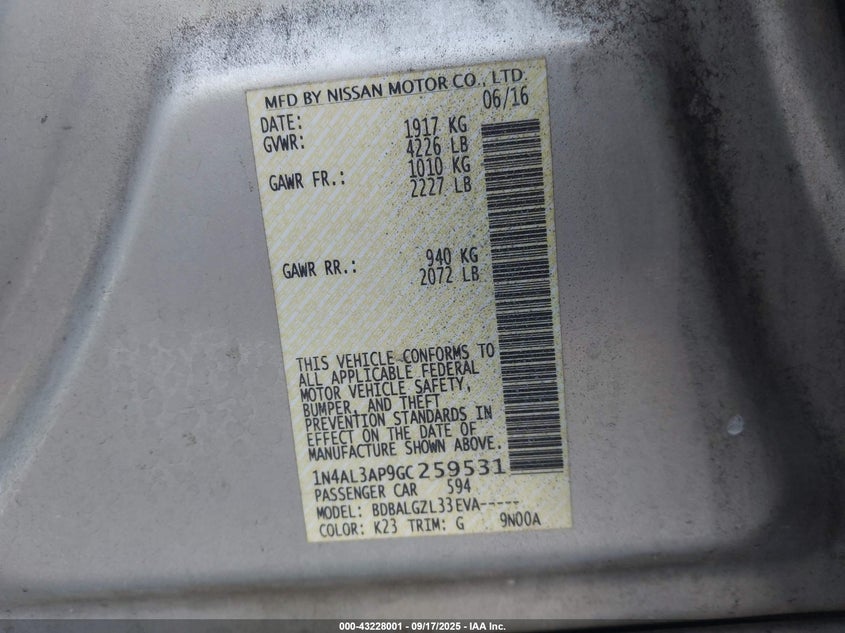 MFD BY NISSAN MOTOR CO., LTD.
DATE: 06/16
GVWR: 1917 KG
4226 LB
GAWR FR.: 1010 KG
2227 LB
GAWR RR.: 940 KG
2072 LB
THIS VEHICLE CONFORMS TO
ALL APPLICABLE FEDERAL
MOTOR VEHICLE SAFETY,
BUMPER, AND THEFT
PREVENTION STANDARDS IN
EFFECT ON THE DATE OF
MANUFACTURE SHOWN ABOVE.
1N4AL3AP9GC259531
PASSENGER CAR 594
MODEL: BDBALGZL33EVA-----
COLOR: K23 TRIM: G 9N00A
000-43228001 - 09/17/2025 - IAA Inc.